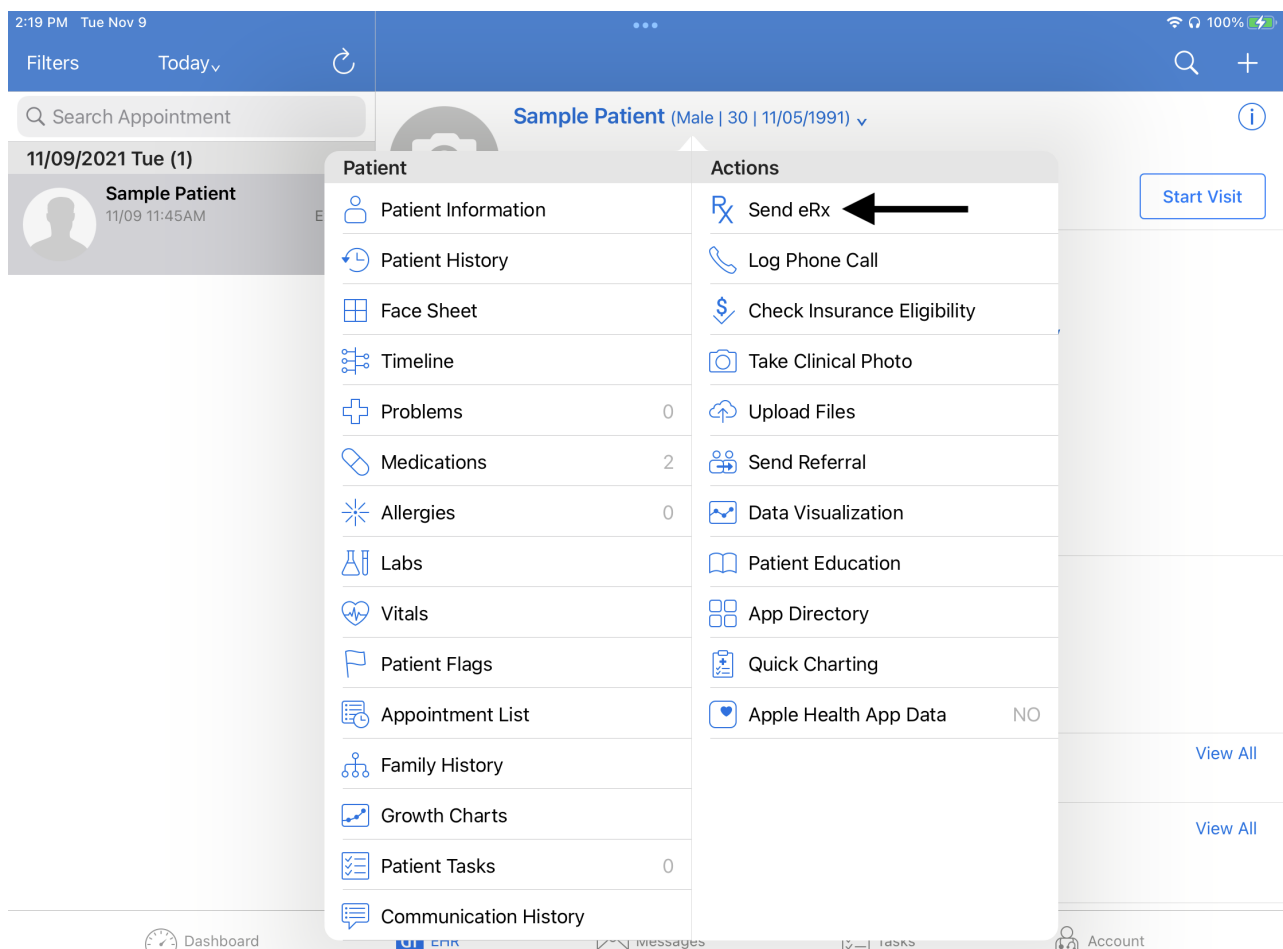 2:19 PM Tue Nov 9
100%
Filters
Today
Search Appointment
11/09/2021 Tue (1)
Sample Patient
11/09 11:45AM
E
Sample Patient (Male | 30 | 11/05/1991)
Start Visit
Patient
Patient Information
Patient History
Face Sheet
Timeline
Problems 0
Medications 2
Allergies 0
Labs
Vitals
Patient Flags
Appointment List
Family History
Growth Charts
Patient Tasks 0
Communication History
Actions
Send eRx
Log Phone Call
Check Insurance Eligibility
Take Clinical Photo
Upload Files
Send Referral
Data Visualization
Patient Education
App Directory
Quick Charting
Apple Health App Data NO
View All
View All
Dashboard
EHR
Messages
Tasks
Account